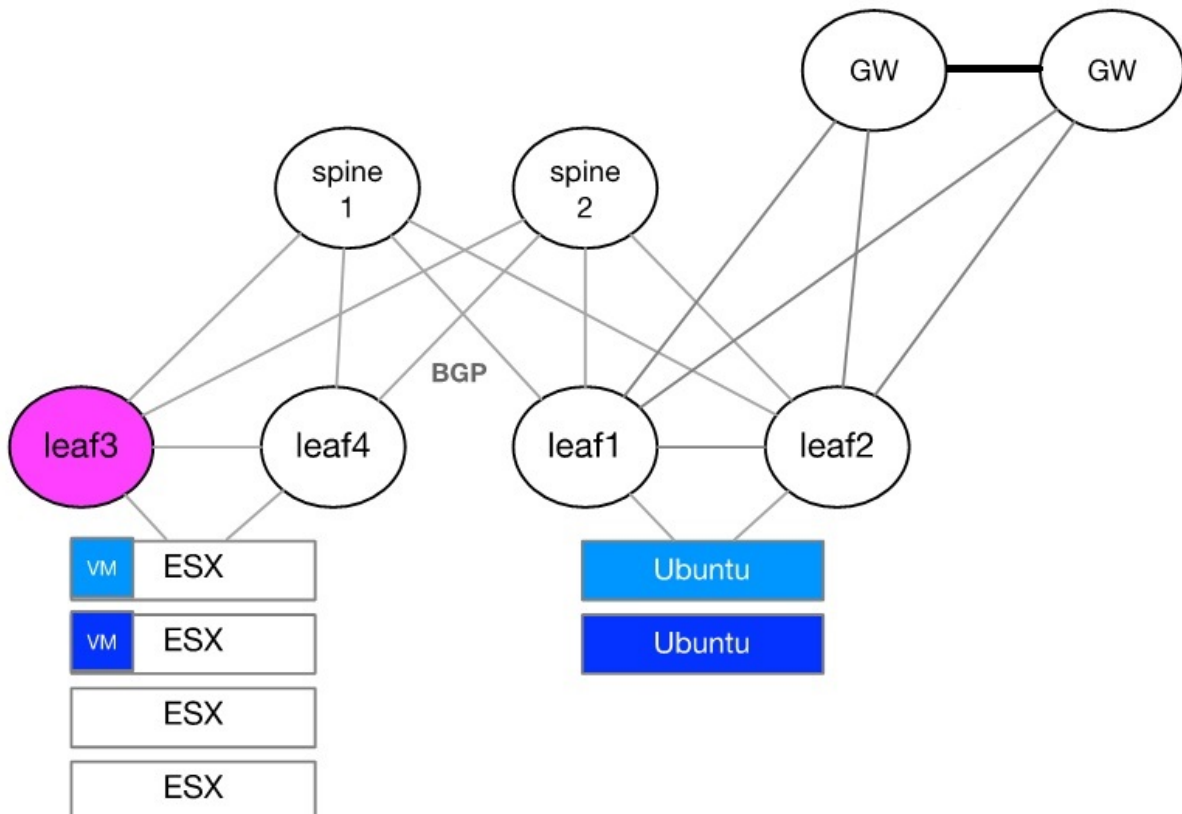 GW
GW
spine
1
spine
2
BGP
leaf3
leaf4
leaf1
leaf2
VM
ESX
VM
ESX
ESX
ESX
Ubuntu
Ubuntu